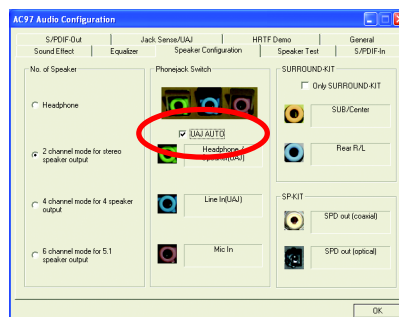 AC97 Audio Configuration
S/PDIF-Out
Jack Sense/UAJ
HRTF Demo
General
Sound Effect
Equalizer
Speaker Configuration
Speaker Test
S/PDIF-In
No. of Speaker
Headphone
2 channel mode for stereo
speaker output
4 channel mode for 4 speaker
output
6 channel mode for 5.1
speaker output
Phonejack Switch
UAJ AUTO
Headphone /
Line In(UAJ)
Mic In
SURROUND-KIT
Only SURROUND-KIT
SUB/Center
Rear R/L
SP-KIT
SPD out (coaxial)
SPD out (optical)
OK